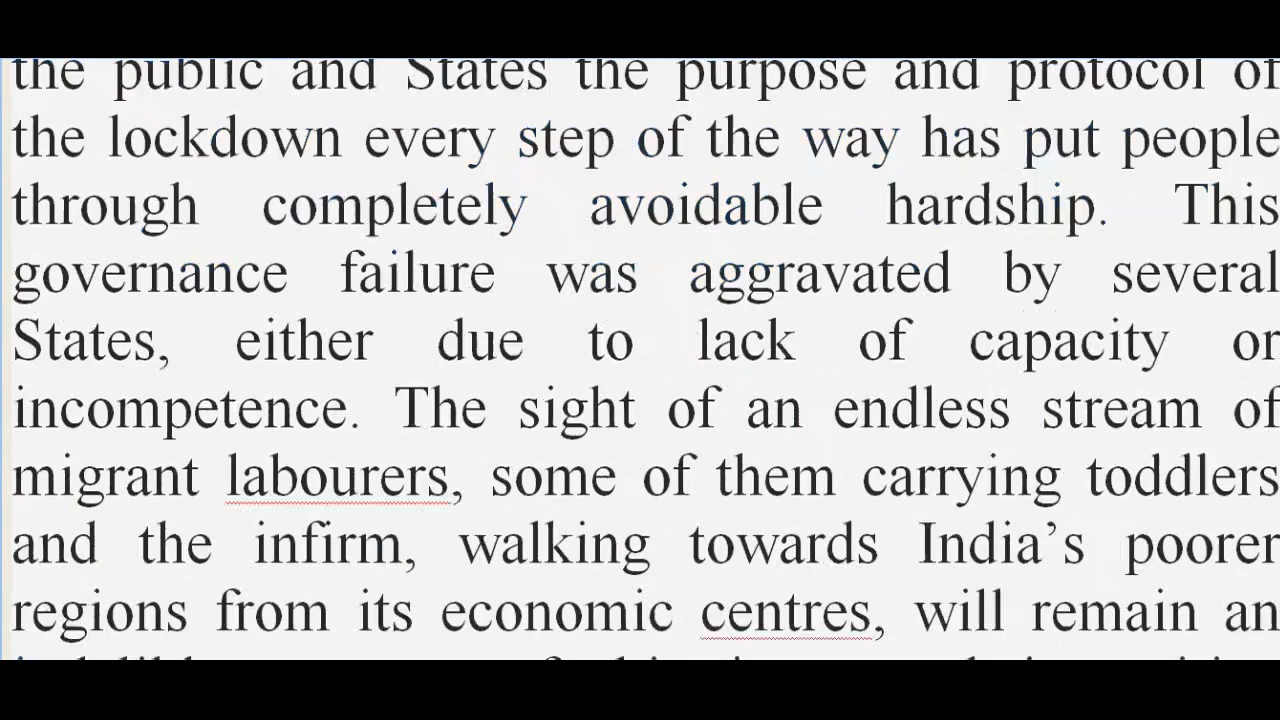 the public and States the purpose and protocol of
the lockdown every step of the way has put people
through completely avoidable hardship. This
governance failure was aggravated by several
States, either due to lack of capacity or
incompetence. The sight of an endless stream of
migrant labourers, some of them carrying toddlers
and the infirm, walking towards India’s poorer
regions from its economic centres, will remain an